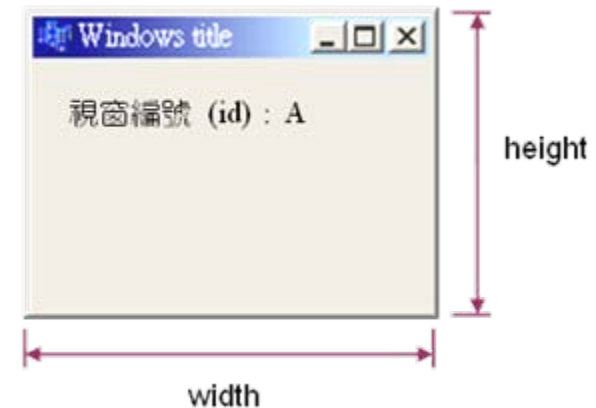 Windows title
視窗編號 (id) : A
height
width